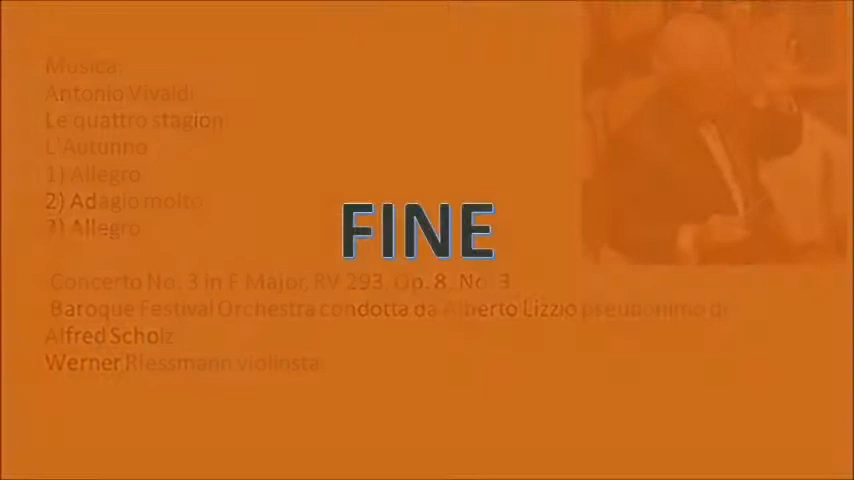 Musica:
Antonio Vivaldi
Le quattro stagioni
L'Autunno
1) Allegro
2) Adagio molto
3) Allegro
FINE
Concerto No. 3 in F Major, RV 293, Op. 8, No. 3
Baroque Festival Orchestra condotta da Alberto Lizzio pseudonimo di
Alfred Scholz
Werner violinsta